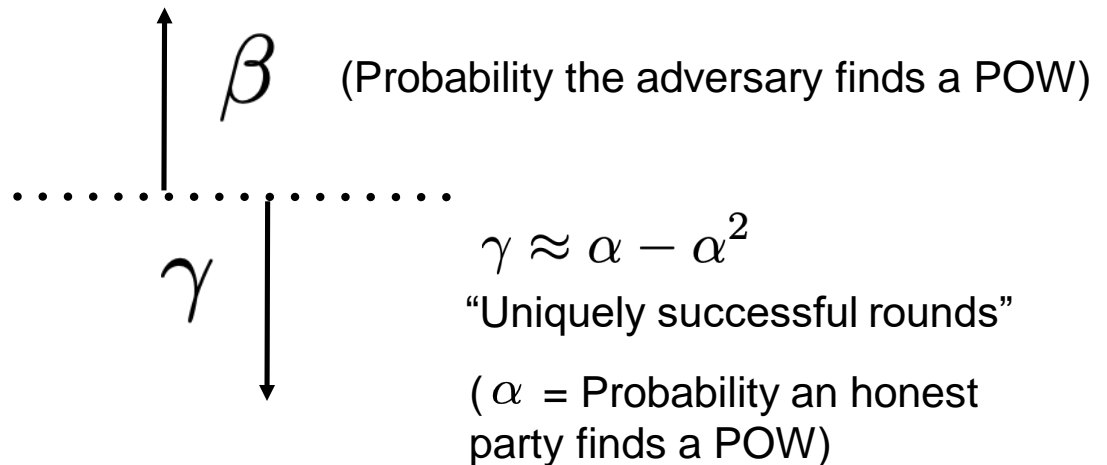 β (Probability the adversary finds a POW)
γ
γ ≈ α − α²
“Uniquely successful rounds”
( α = Probability an honest
party finds a POW)